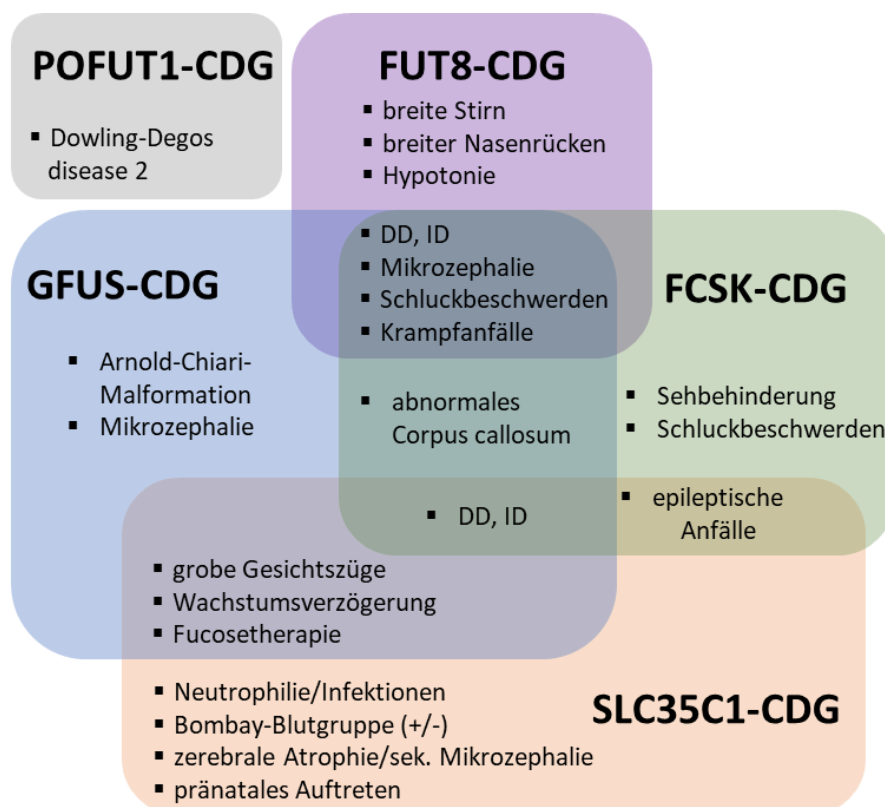 POFUT1-CDG
▪ Dowling-Degos
disease 2
FUT8-CDG
▪ breite Stirn
▪ breiter Nasenrücken
▪ Hypotonie
▪ DD, ID
▪ Mikrozephalie
▪ Schluckbeschwerden
▪ Krampfanfälle
GFUS-CDG
▪ Arnold-Chiari-
Malformation
▪ Mikrozephalie
▪ abnormales
Corpus callosum
FCSK-CDG
▪ Sehbehinderung
▪ Schluckbeschwerden
▪ DD, ID
▪ epileptische
Anfälle
▪ grobe Gesichtszüge
▪ Wachstumsverzögerung
▪ Fucosetherapie
▪ Neutrophilie/Infektionen
▪ Bombay-Blutgruppe (+/-)
▪ zerebrale Atrophie/sek. Mikrozephalie
▪ pränatales Auftreten
SLC35C1-CDG